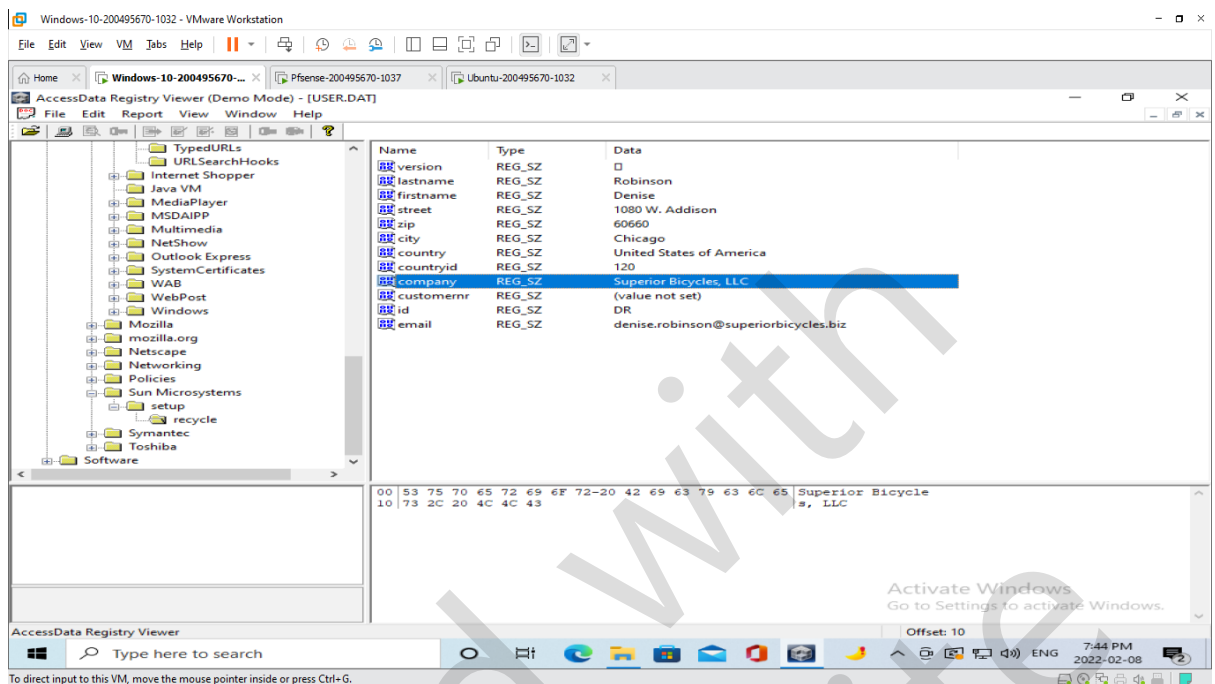 Windows-10-200495670-1032 - VMware Workstation
File Edit View VM Tabs Help
Home Windows-10-200495670-... Pfsense-200495670-1037 Ubuntu-200495670-1032
AccessData Registry Viewer (Demo Mode) - [USER.DAT]
File Edit Report View Window Help
TypedURLs
URLSearchHooks
Internet Shopper
Java VM
MediaPlayer
MSDAIPP
Multimedia
NetShow
Outlook Express
SystemCertificates
WAB
WebPost
Windows
Mozilla
mozilla.org
Netscape
Networking
Policies
Sun Microsystems
setup
recycle
Symantec
Toshiba
Software
Name Type Data
version REG_SZ
lastname REG_SZ Robinson
firstname REG_SZ Denise
street REG_SZ 1080 W. Addison
zip REG_SZ 60660
city REG_SZ Chicago
country REG_SZ United States of America
countryid REG_SZ 120
company REG_SZ Superior Bicycles, LLC
customernr REG_SZ (value not set)
id REG_SZ DR
email REG_SZ denise.robinson@superiorbicycles.biz
00 53 75 70 65 72 69 6F 72-20 42 69 63 79 63 6C 65 Superior Bicycle
10 73 2C 20 4C 4C 43 s, LLC
Activate Windows
Go to Settings to activate Windows.
AccessData Registry Viewer Offset: 10
Type here to search ENG 7:44 PM
2022-02-08
2
To direct input to this VM, move the mouse pointer inside or press Ctrl+G.
d with